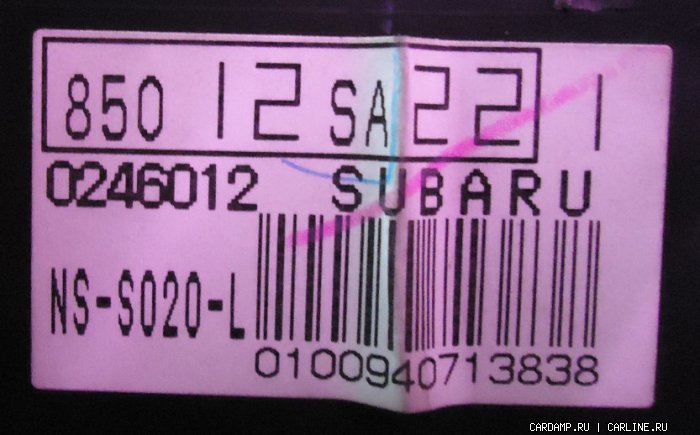 850 12 SA 22 1
0246012 SUBARU
NS-S020-L
0100940713838
CARDAMP.RU | CARLINE.RU